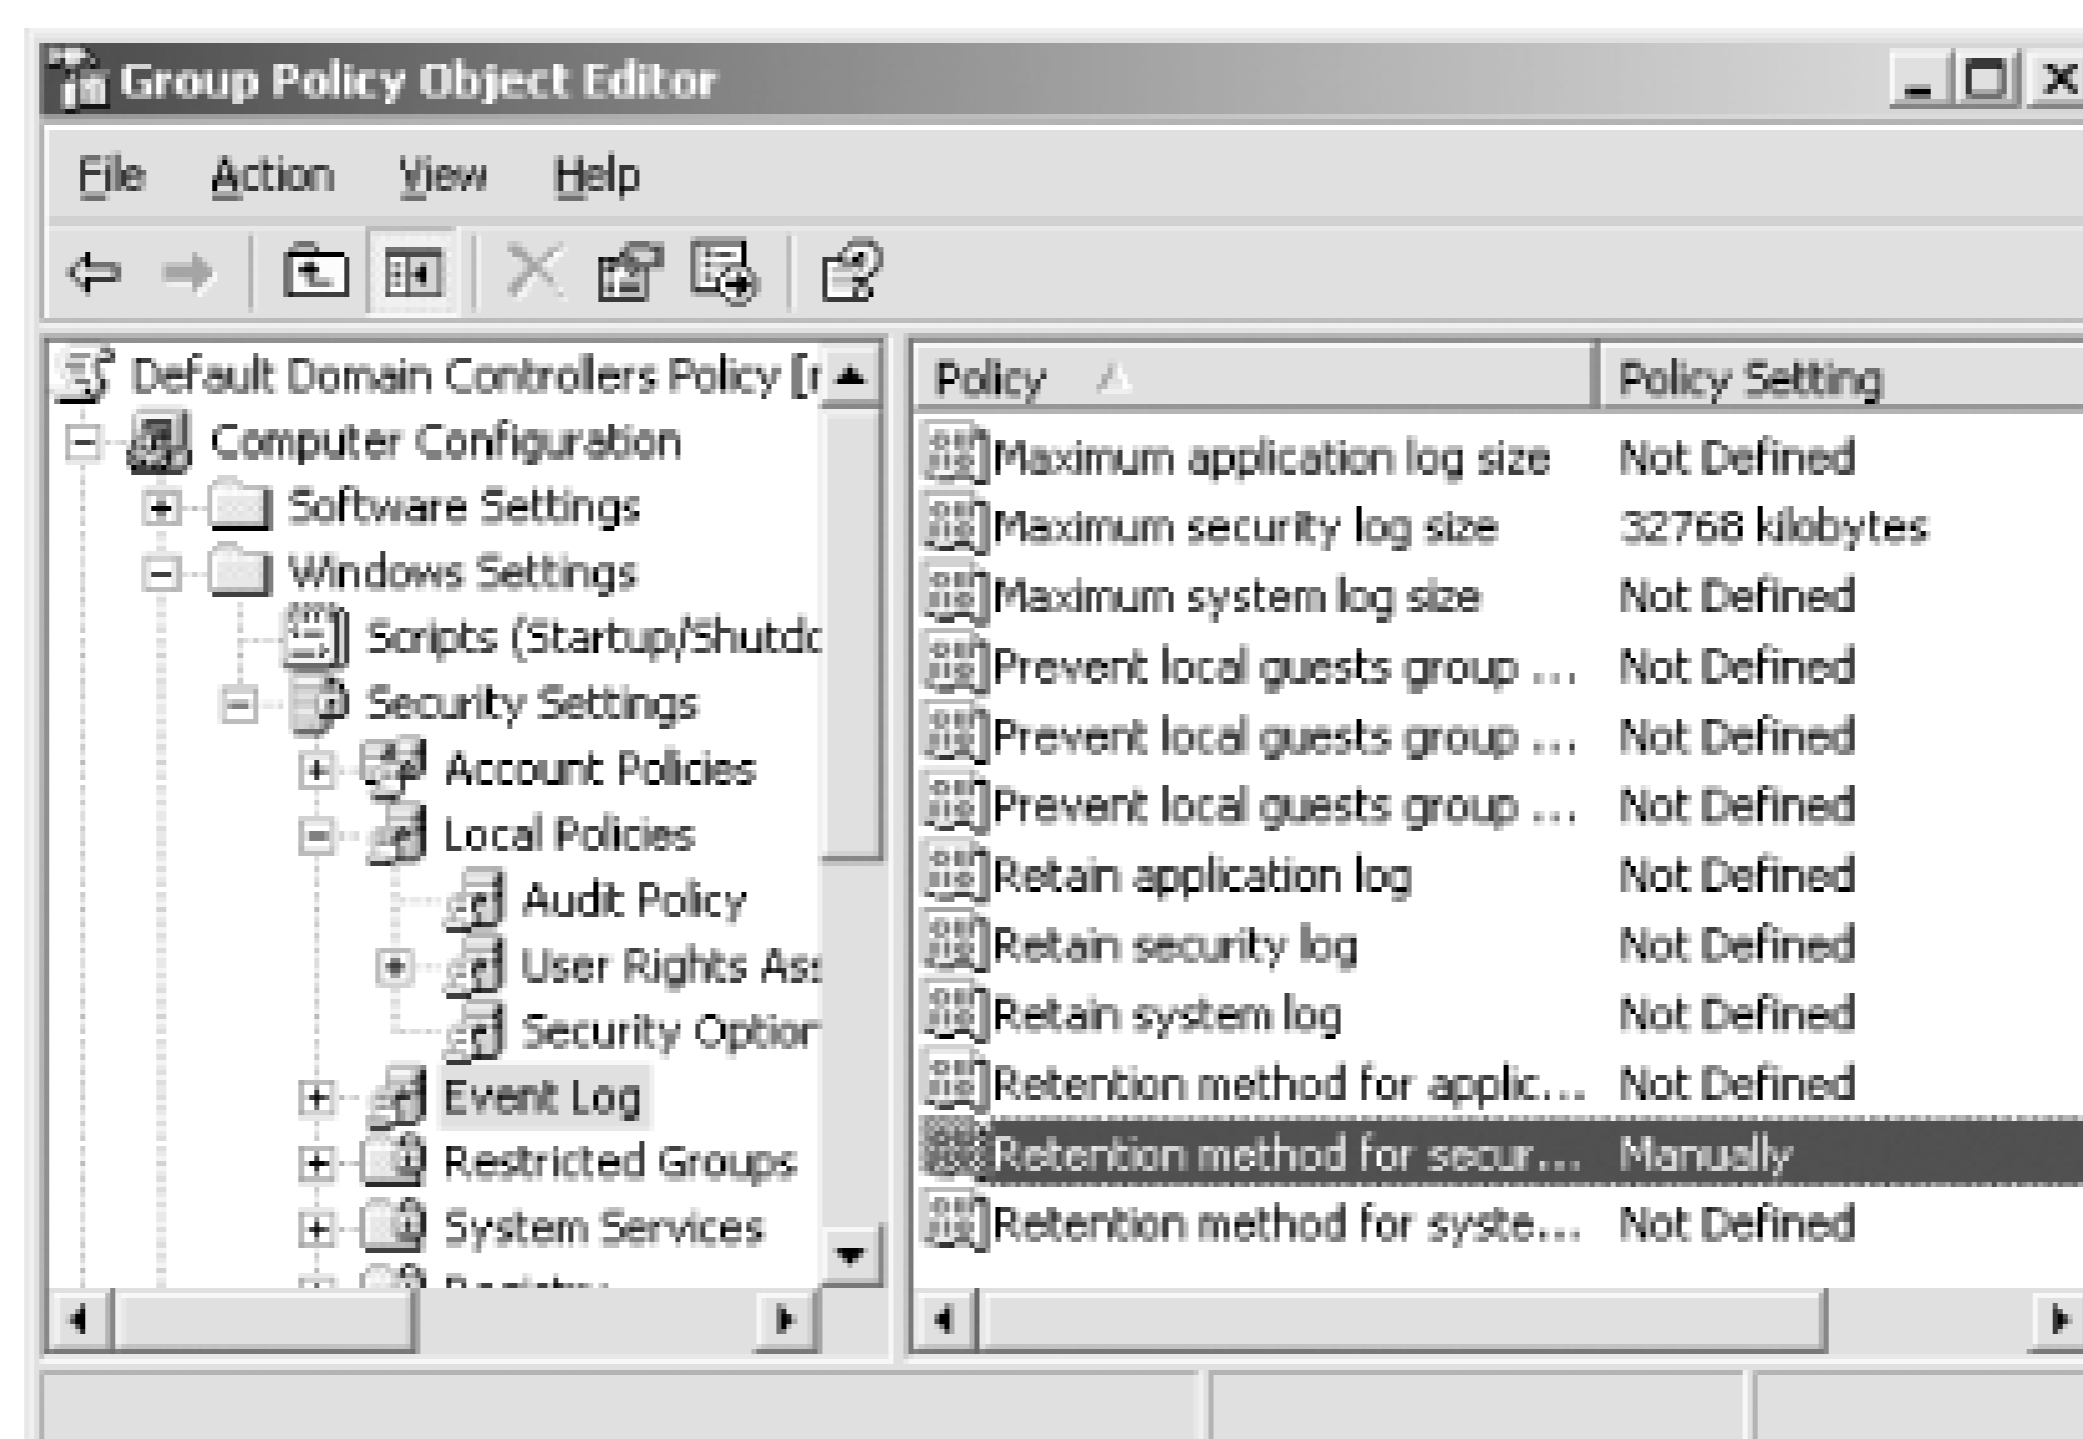 Group Policy Object Editor
File Action View Help
Default Domain Controllers Policy [r
Computer Configuration
Software Settings
Windows Settings
Scripts (Startup/Shutdo
Security Settings
Account Policies
Local Policies
Audit Policy
User Rights Ass
Security Option
Event Log
Restricted Groups
System Services
Registry
Policy Policy Setting
Maximum application log size Not Defined
Maximum security log size 32768 kilobytes
Maximum system log size Not Defined
Prevent local guests group ... Not Defined
Prevent local guests group ... Not Defined
Prevent local guests group ... Not Defined
Retain application log Not Defined
Retain security log Not Defined
Retain system log Not Defined
Retention method for applic... Not Defined
Retention method for secur... Manually
Retention method for syste... Not Defined